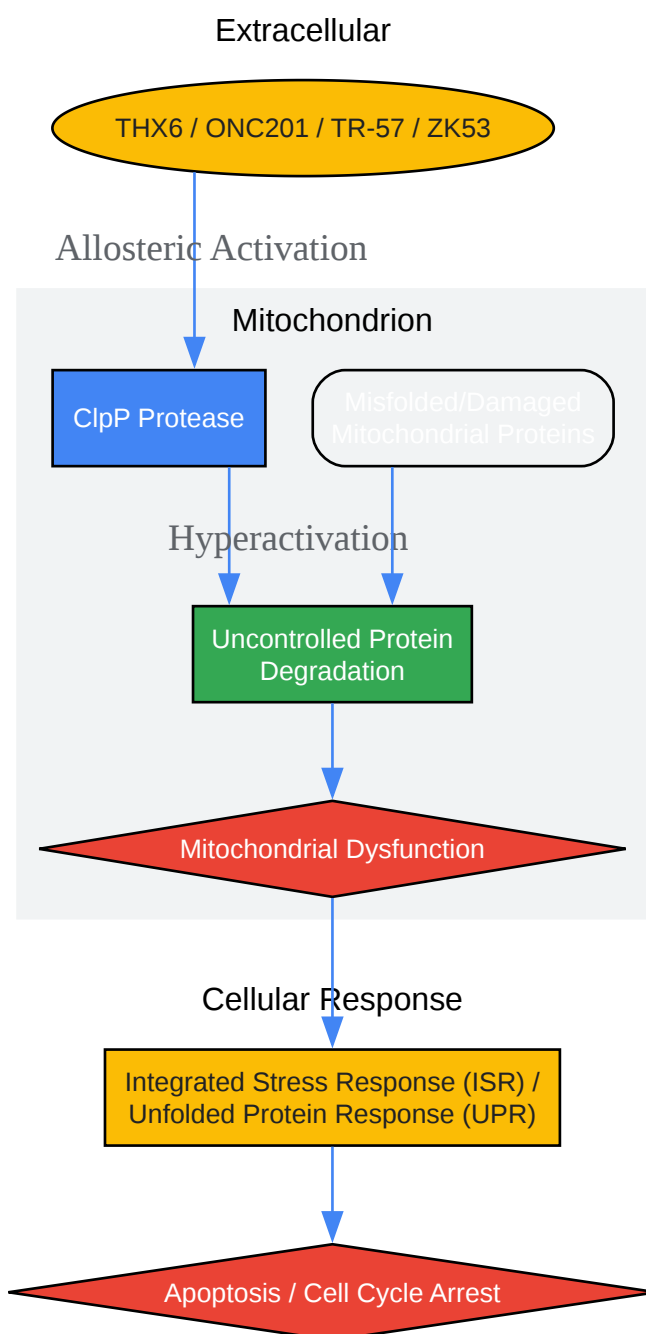 Extracellular
THX6 / ONC201 / TR-57 / ZK53
Allosteric Activation
Mitochondrion
ClpP Protease
Misfolded/Damaged
Mitochondrial Proteins
Hyperactivation
Uncontrolled Protein
Degradation
Mitochondrial Dysfunction
Cellular Response
Integrated Stress Response (ISR) /
Unfolded Protein Response (UPR)
Apoptosis / Cell Cycle Arrest